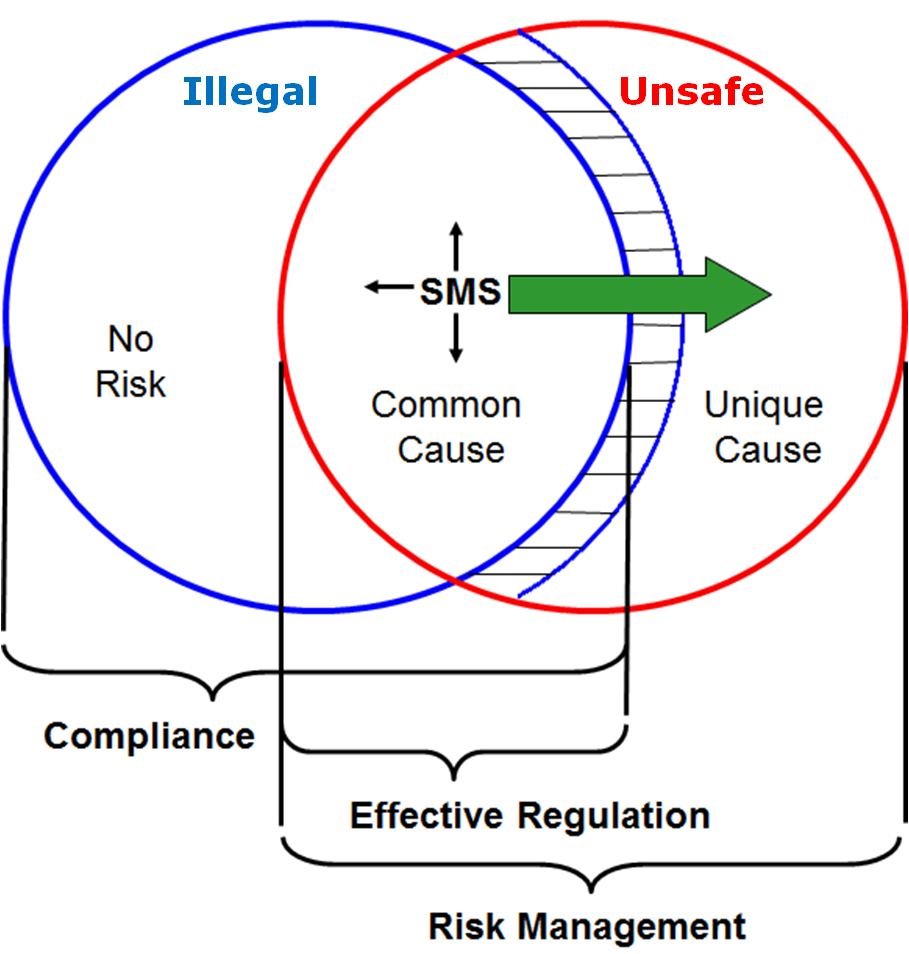 Illegal
Unsafe
SMS
No
Risk
Common
Cause
Unique
Cause
Compliance
Effective Regulation
Risk Management